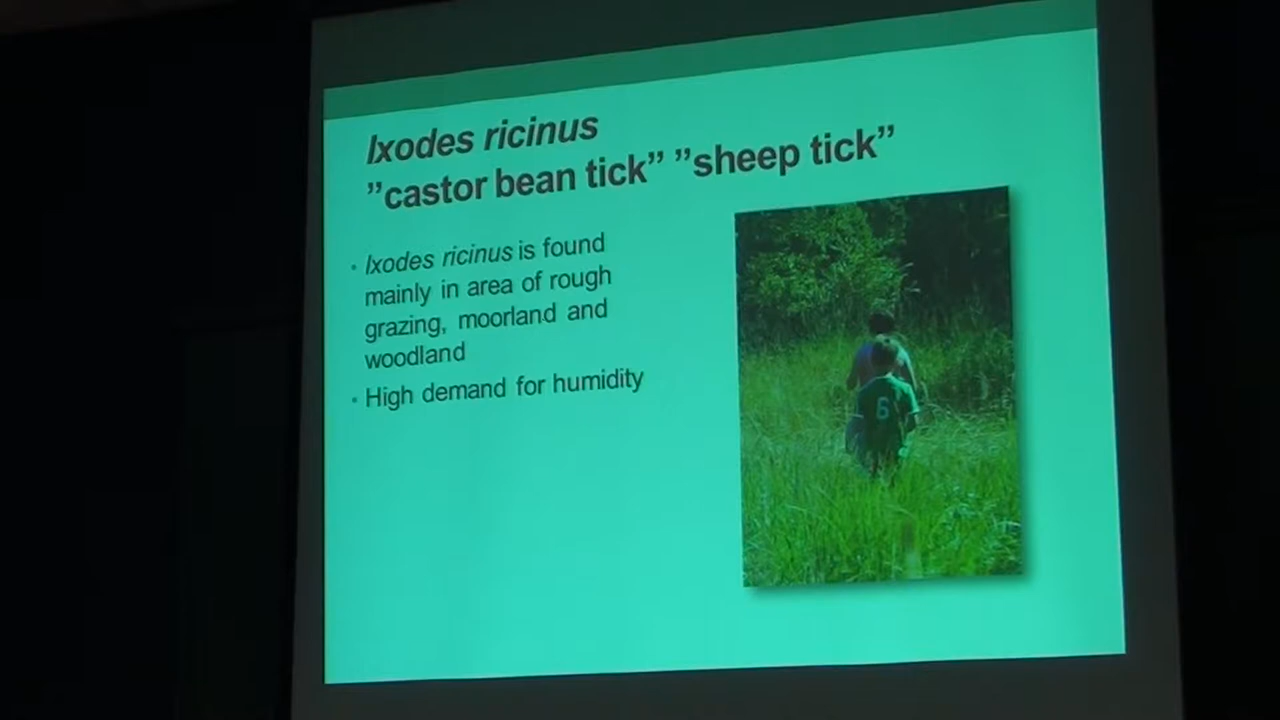 Ixodes ricinus
”castor bean tick” ”sheep tick”
• Ixodes ricinus is found
mainly in area of rough
grazing, moorland and
woodland
• High demand for humidity
6